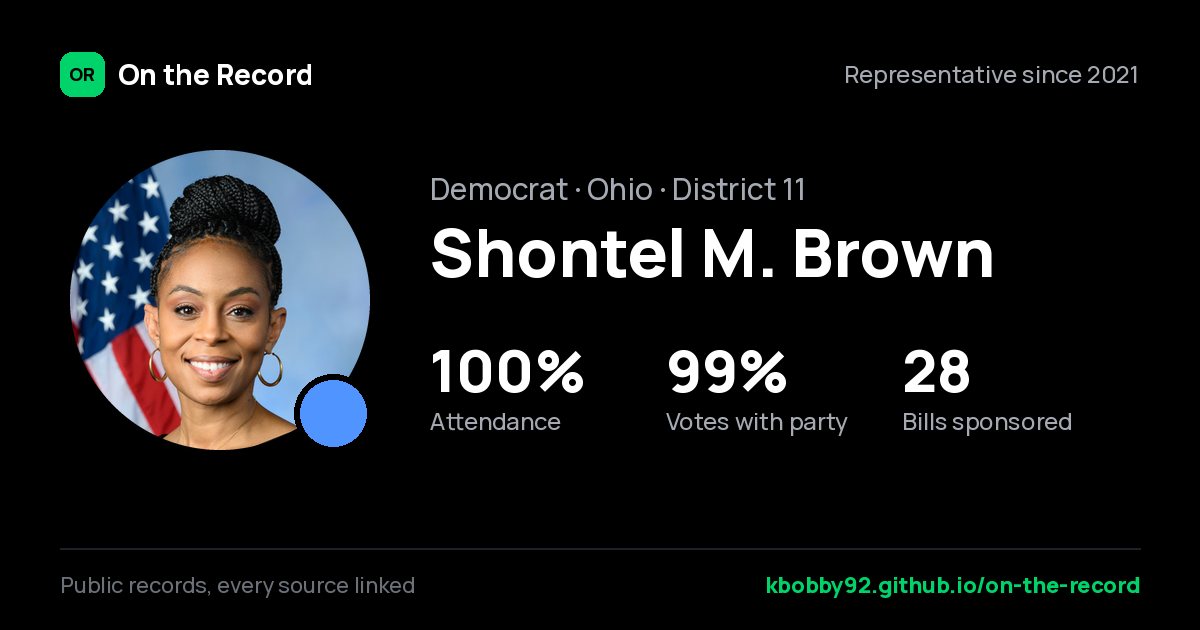 OR On the Record
Representative since 2021
Democrat · Ohio · District 11
Shontel M. Brown
100% 99% 28
Attendance Votes with party Bills sponsored
Public records, every source linked
kbobby92.github.io/on-the-record